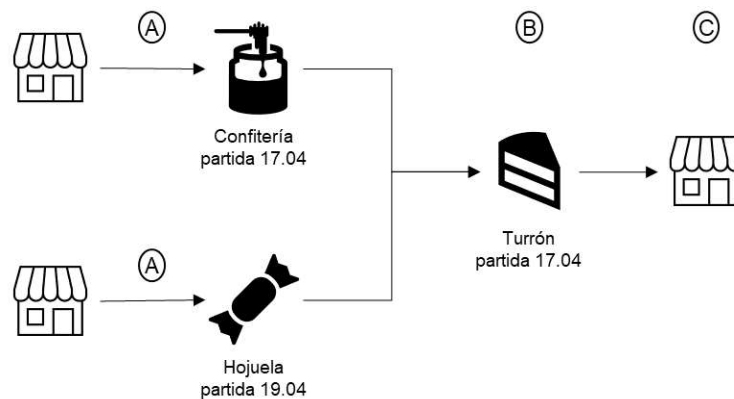 A
B
C
Confitería
partida 17.04
Turrón
partida 17.04
A
Hojuela
partida 19.04